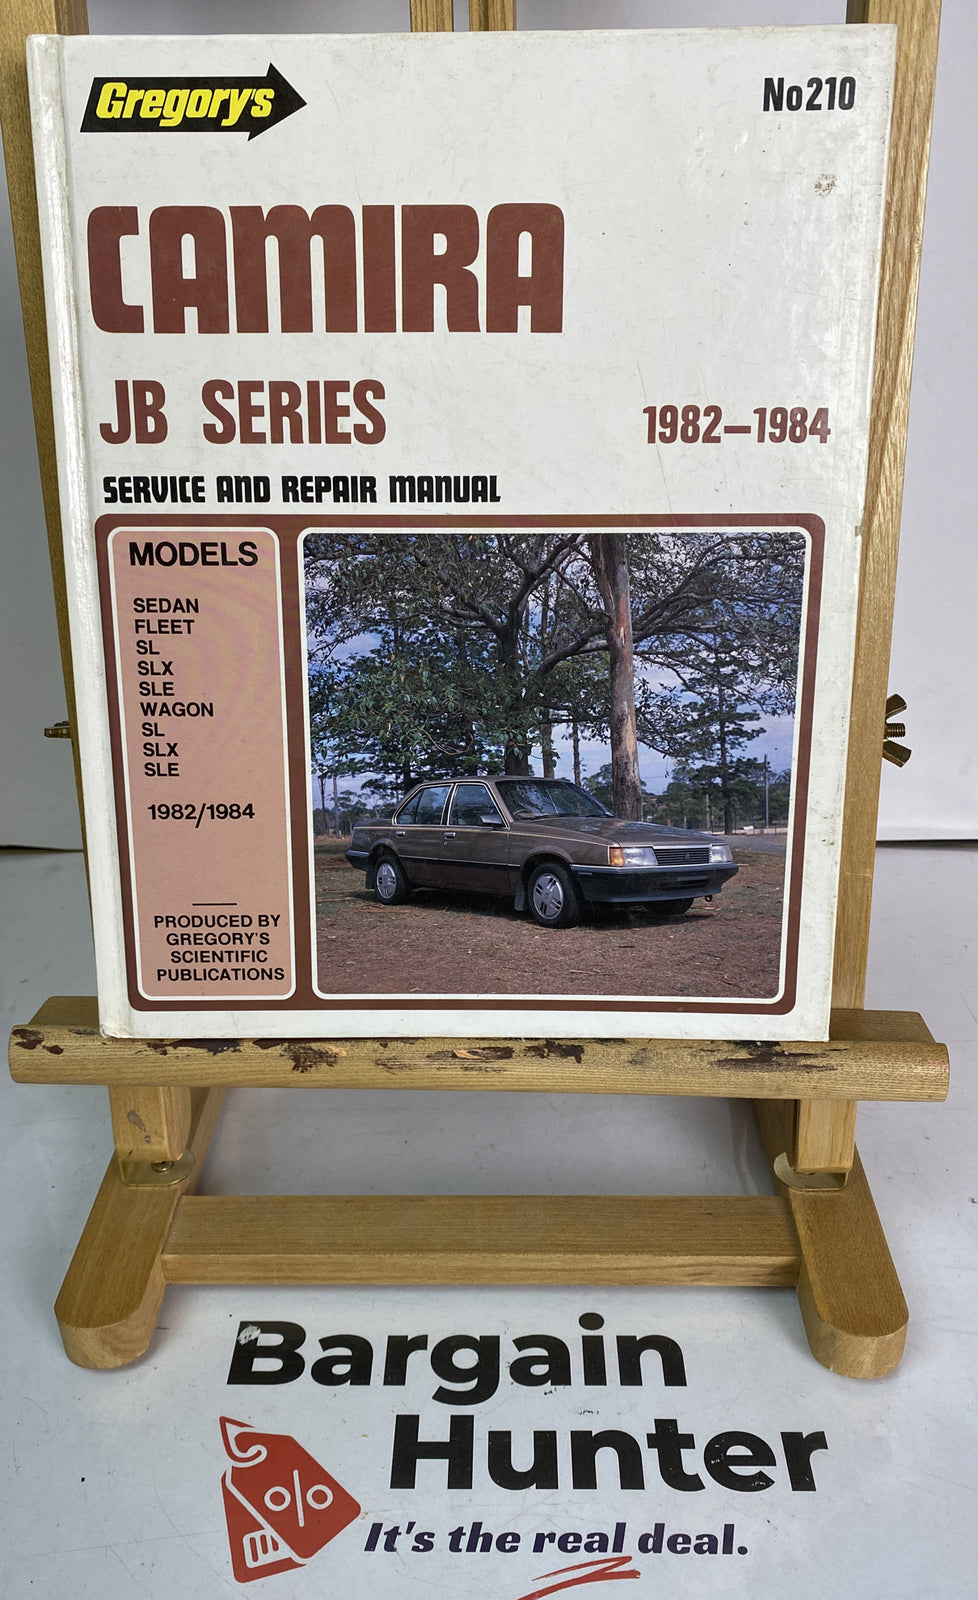 Gregory's
No210
CAMIRA
JB SERIES
1982–1984
SERVICE AND REPAIR MANUAL
MODELS
SEDAN
FLEET
SL
SLX
SLE
WAGON
SL
SLX
SLE
1982/1984
PRODUCED BY
GREGORY'S
SCIENTIFIC
PUBLICATIONS
Bargain
Hunter
%
It's the real deal.